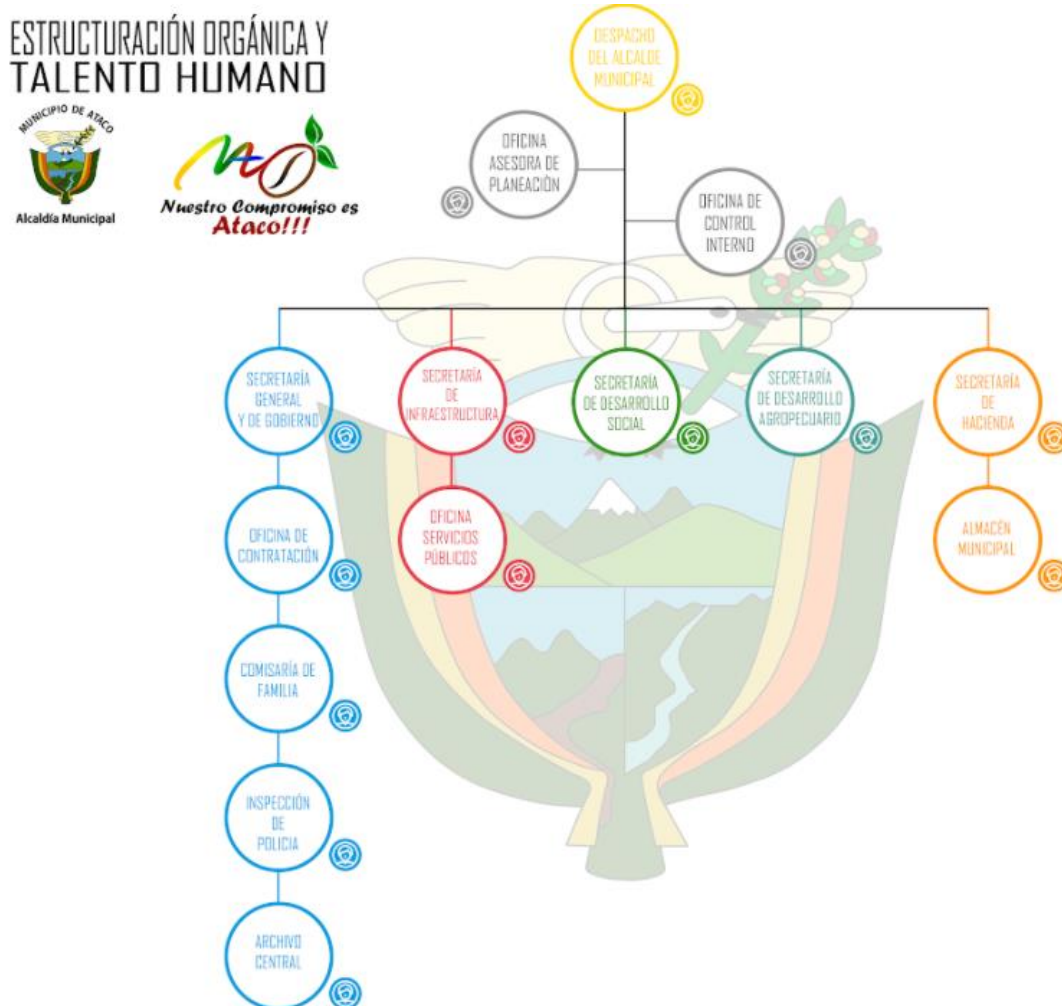 ESTRUCTURACIÓN ORGÁNICA Y
TALENTO HUMANO
MUNICIPIO DE ATACO
Alcaldía Municipal
Nuestro Compromiso es
Ataco!!!
DESPACHO
DEL ALCALDE
MUNICIPAL
OFICINA
ASESORA DE
PLANEACIÓN
OFICINA DE
CONTROL
INTERNO
SECRETARÍA
GENERAL
Y DE GOBIERNO
SECRETARÍA
DE
INFRAESTRUCTURA
SECRETARÍA
DE DESARROLLO
SOCIAL
SECRETARÍA
DE DESARROLLO
AGROPECUARIO
SECRETARÍA
DE
HACIENDA
OFICINA DE
CONTRATACIÓN
OFICINA
SERVICIOS
PÚBLICOS
ALMACÉN
MUNICIPAL
COMISARÍA DE
FAMILIA
INSPECCIÓN
DE
POLICIA
ARCHIVO
CENTRAL